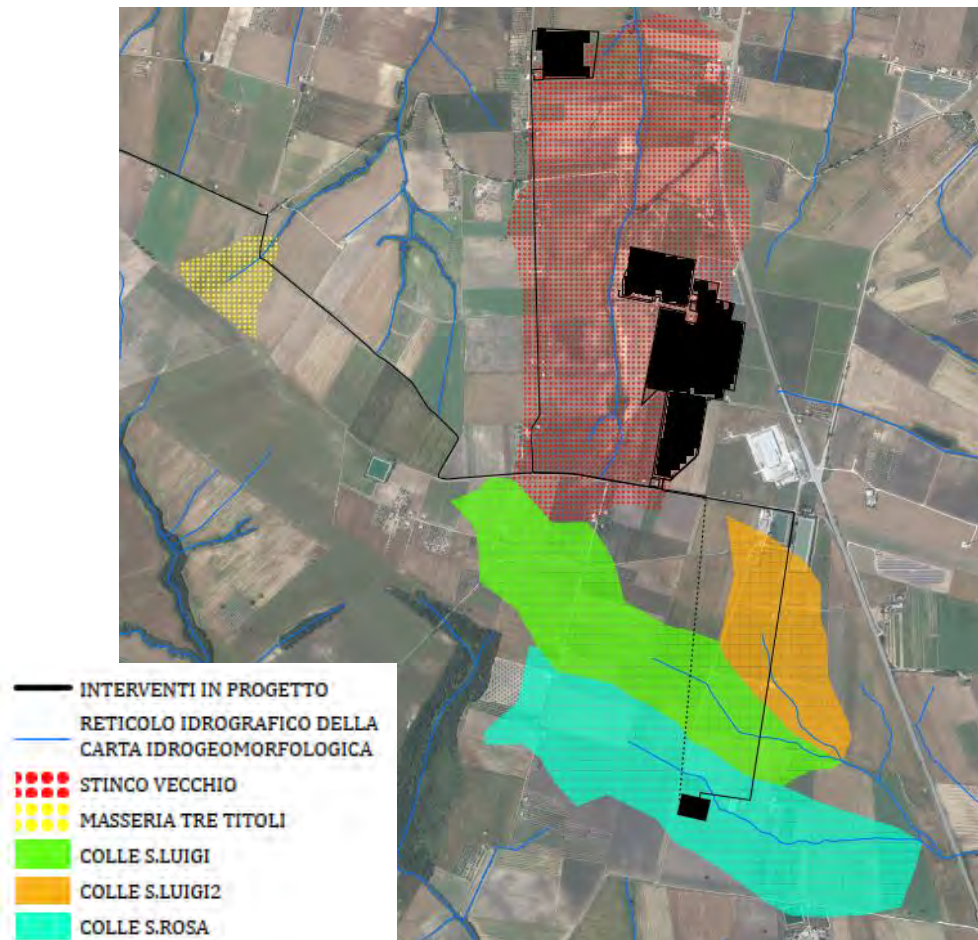 INTERVENTI IN PROGETTO
RETICOLO IDROGRAFICO DELLA
CARTA IDROGEOMORFOLOGICA
STINCO VECCHIO
MASSERIA TRE TITOLI
COLLE S.LUIGI
COLLE S.LUIGI2
COLLE S.ROSA